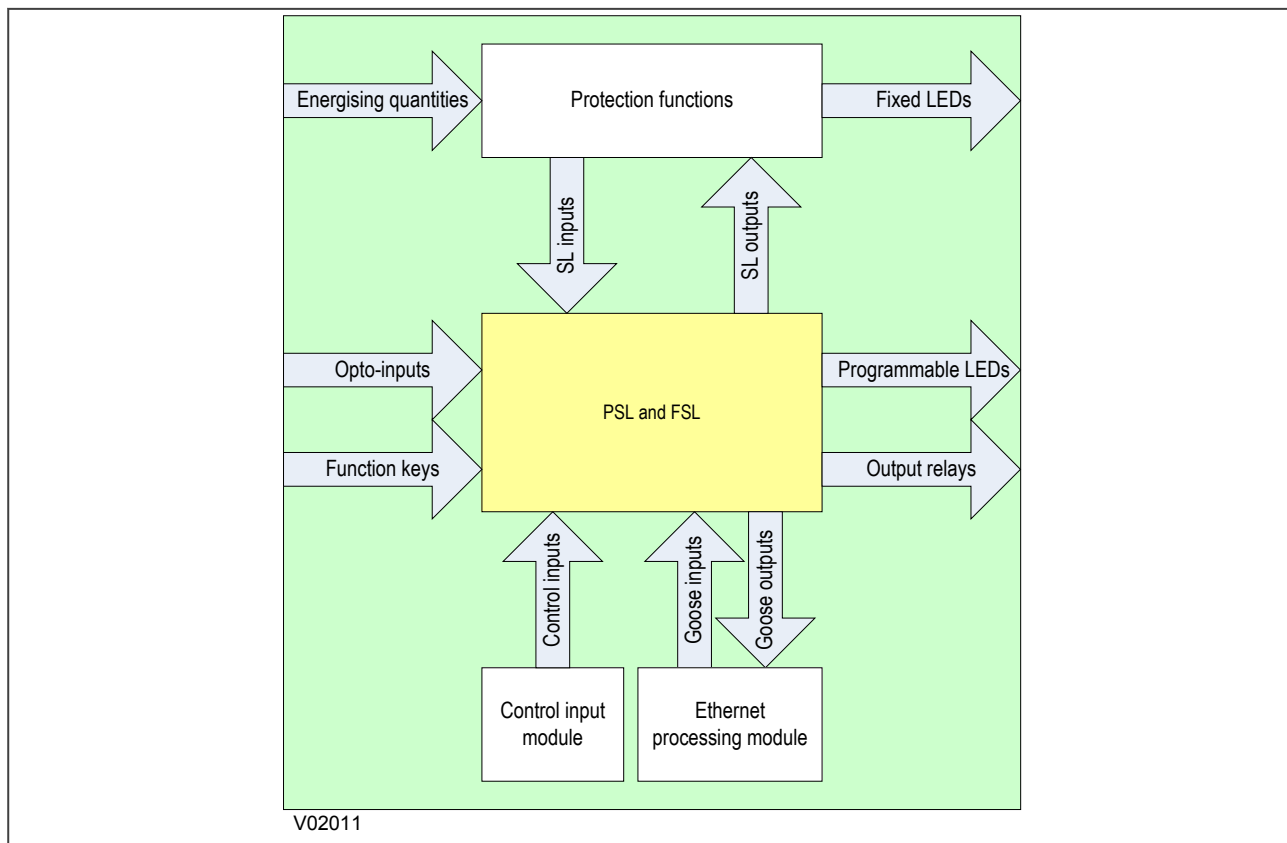 Energising quantities
Protection functions
Fixed LEDs
SL inputs
SL outputs
Opto-inputs
Programmable LEDs
PSL and FSL
Function keys
Output relays
Control inputs
Goose inputs
Goose outputs
Control input
module
Ethernet
processing module
V02011